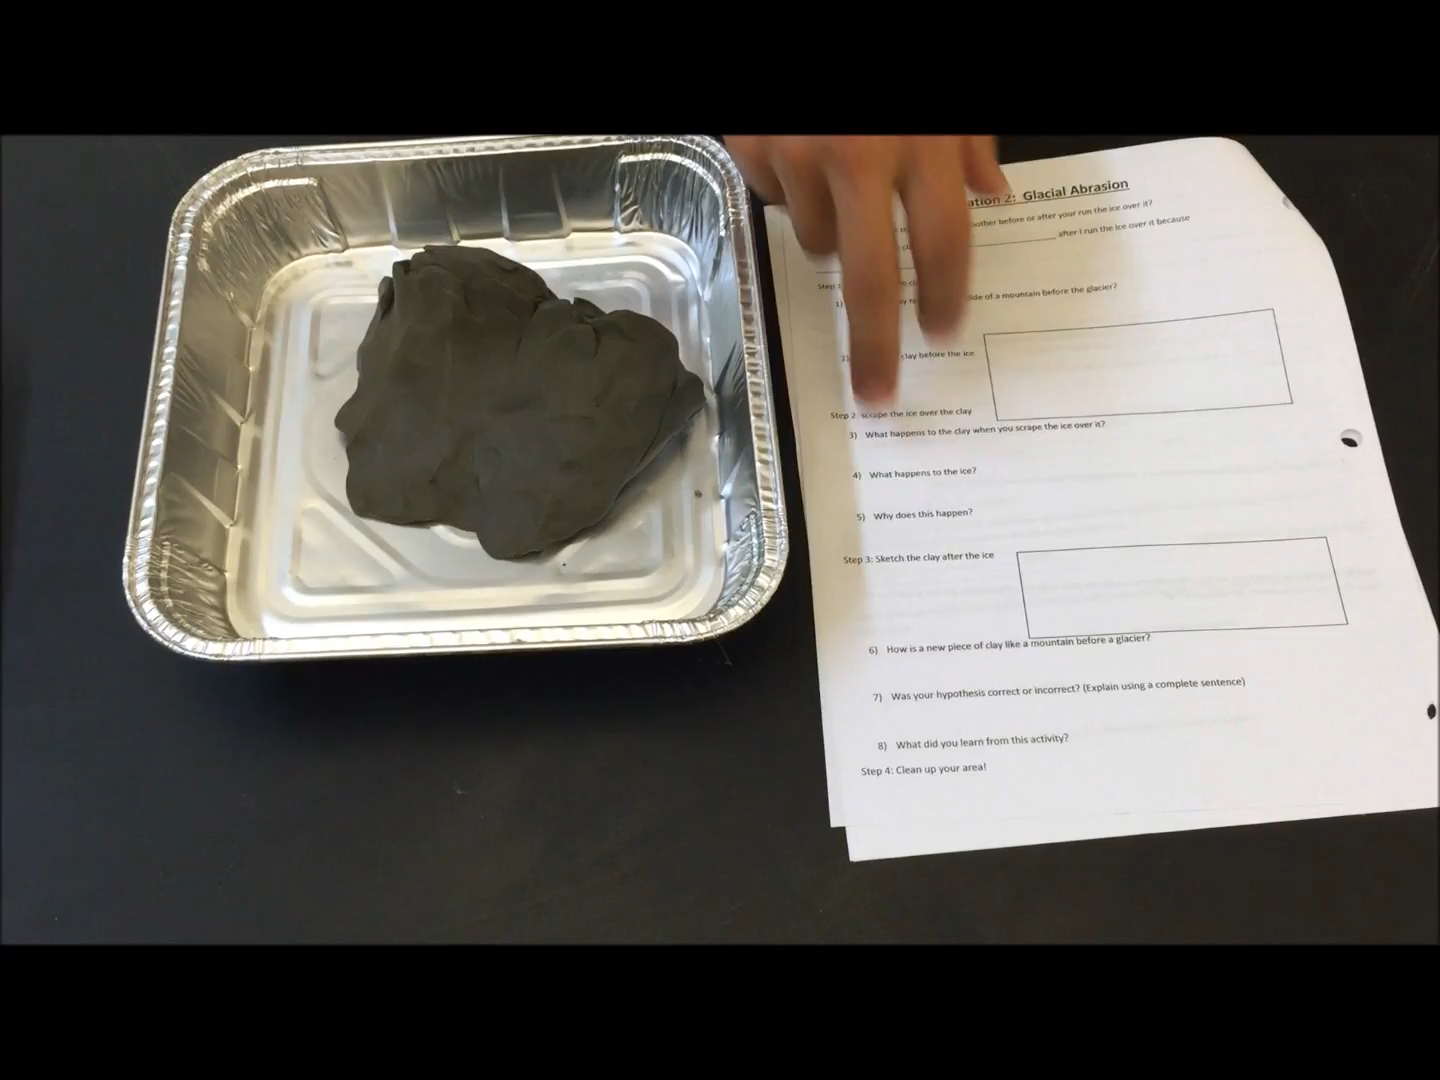 ation 2: Glacial Abrasion
oother before or after your run the ice over it?
after I run the ice over it because
Step
1) side of a mountain before the glacier?
2) clay before the ice
Step 2: scrape the ice over the clay
3) What happens to the clay when you scrape the ice over it?
4) What happens to the ice?
5) Why does this happen?
Step 3: Sketch the clay after the ice
6) How is a new piece of clay like a mountain before a glacier?
7) Was your hypothesis correct or incorrect? (Explain using a complete sentence)
8) What did you learn from this activity?
Step 4: Clean up your area!